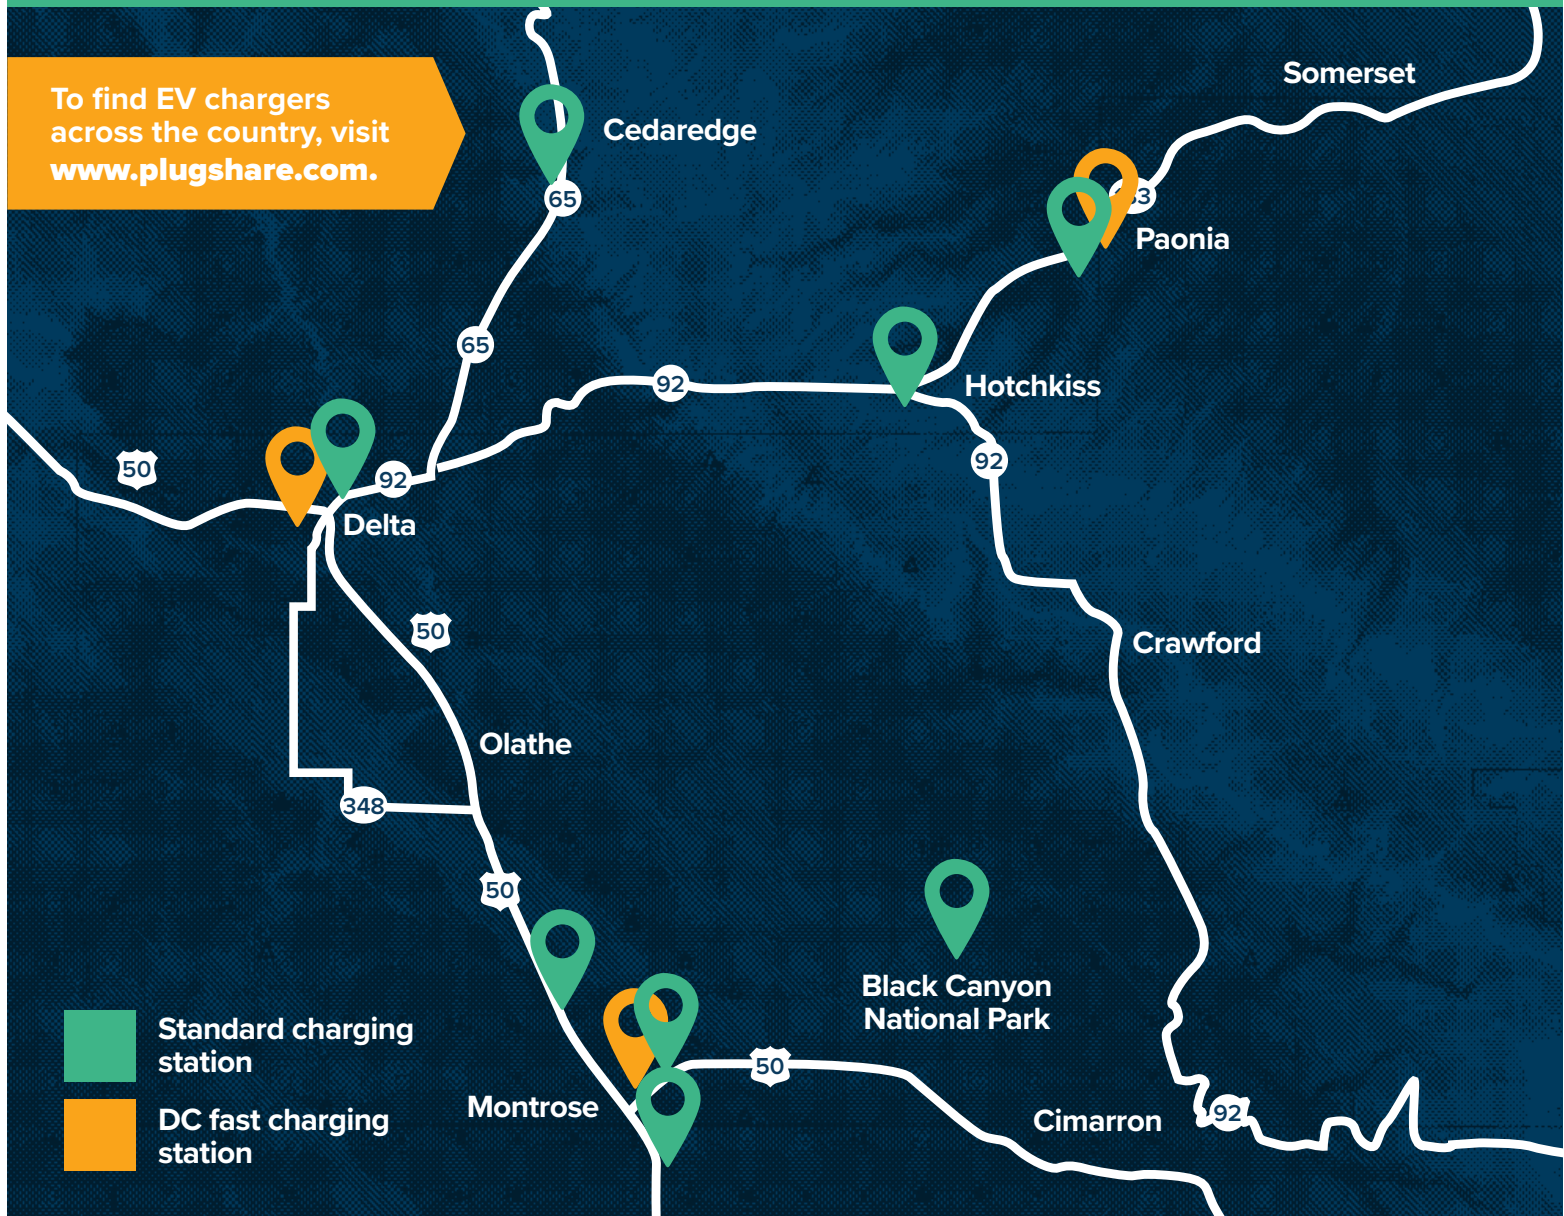 To find EV chargers
across the country, visit
www.plugshare.com.
Somerset
Cedaredge
65
Paonia
65
92
Hotchkiss
50
92
92
Delta
50
Crawford
Olathe
348
50
Black Canyon
National Park
Standard charging
station
50
DC fast charging
station
Montrose
Cimarron
92